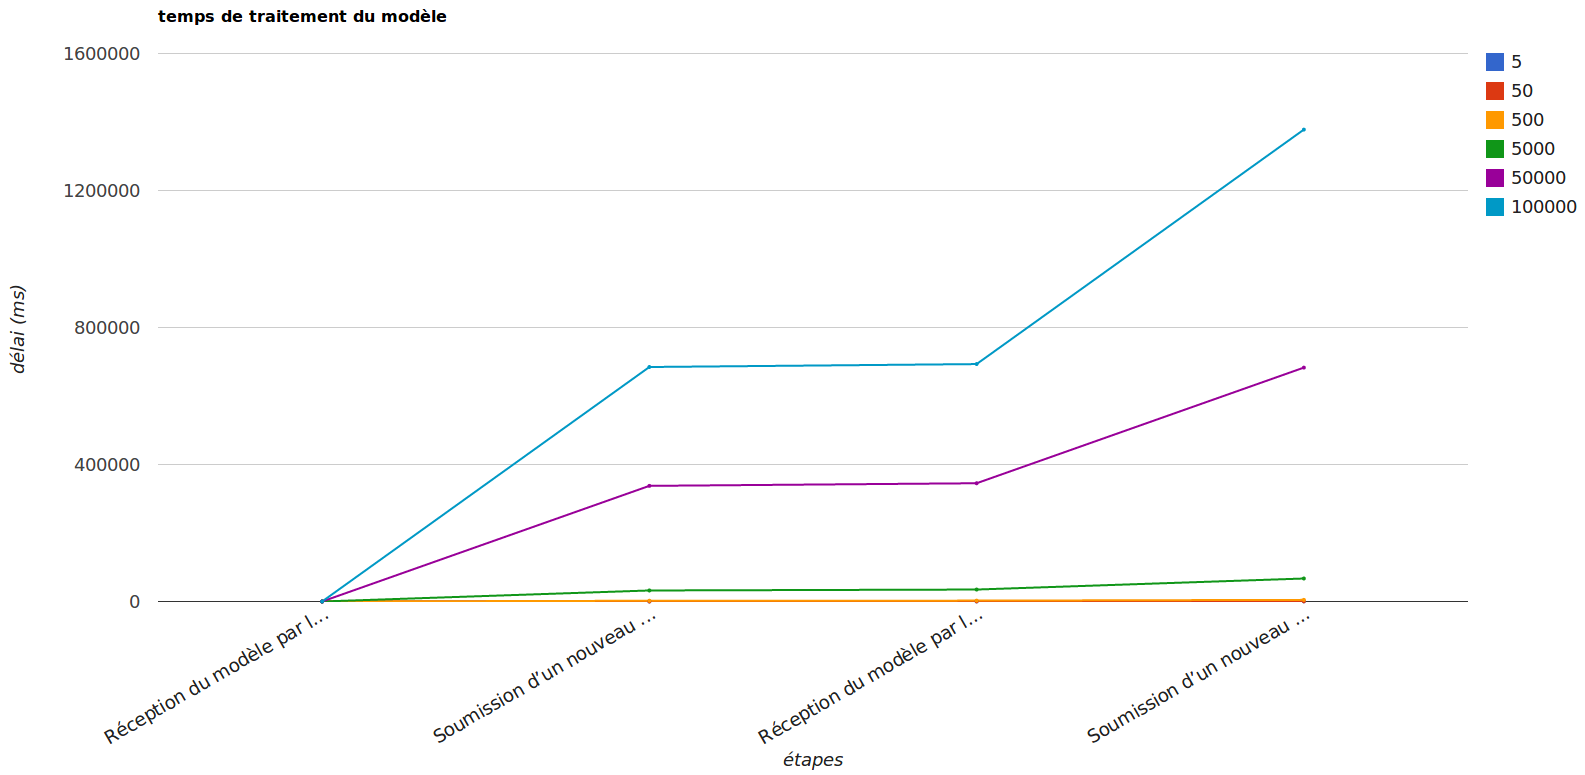 temps de traitement du modèle
1600000
1200000
800000
400000
0
délai (ms)
5
50
500
5000
50000
100000
Réception du modèle par l...
Soumission d'un nouveau ...
Réception du modèle par l...
Soumission d'un nouveau ...
étapes